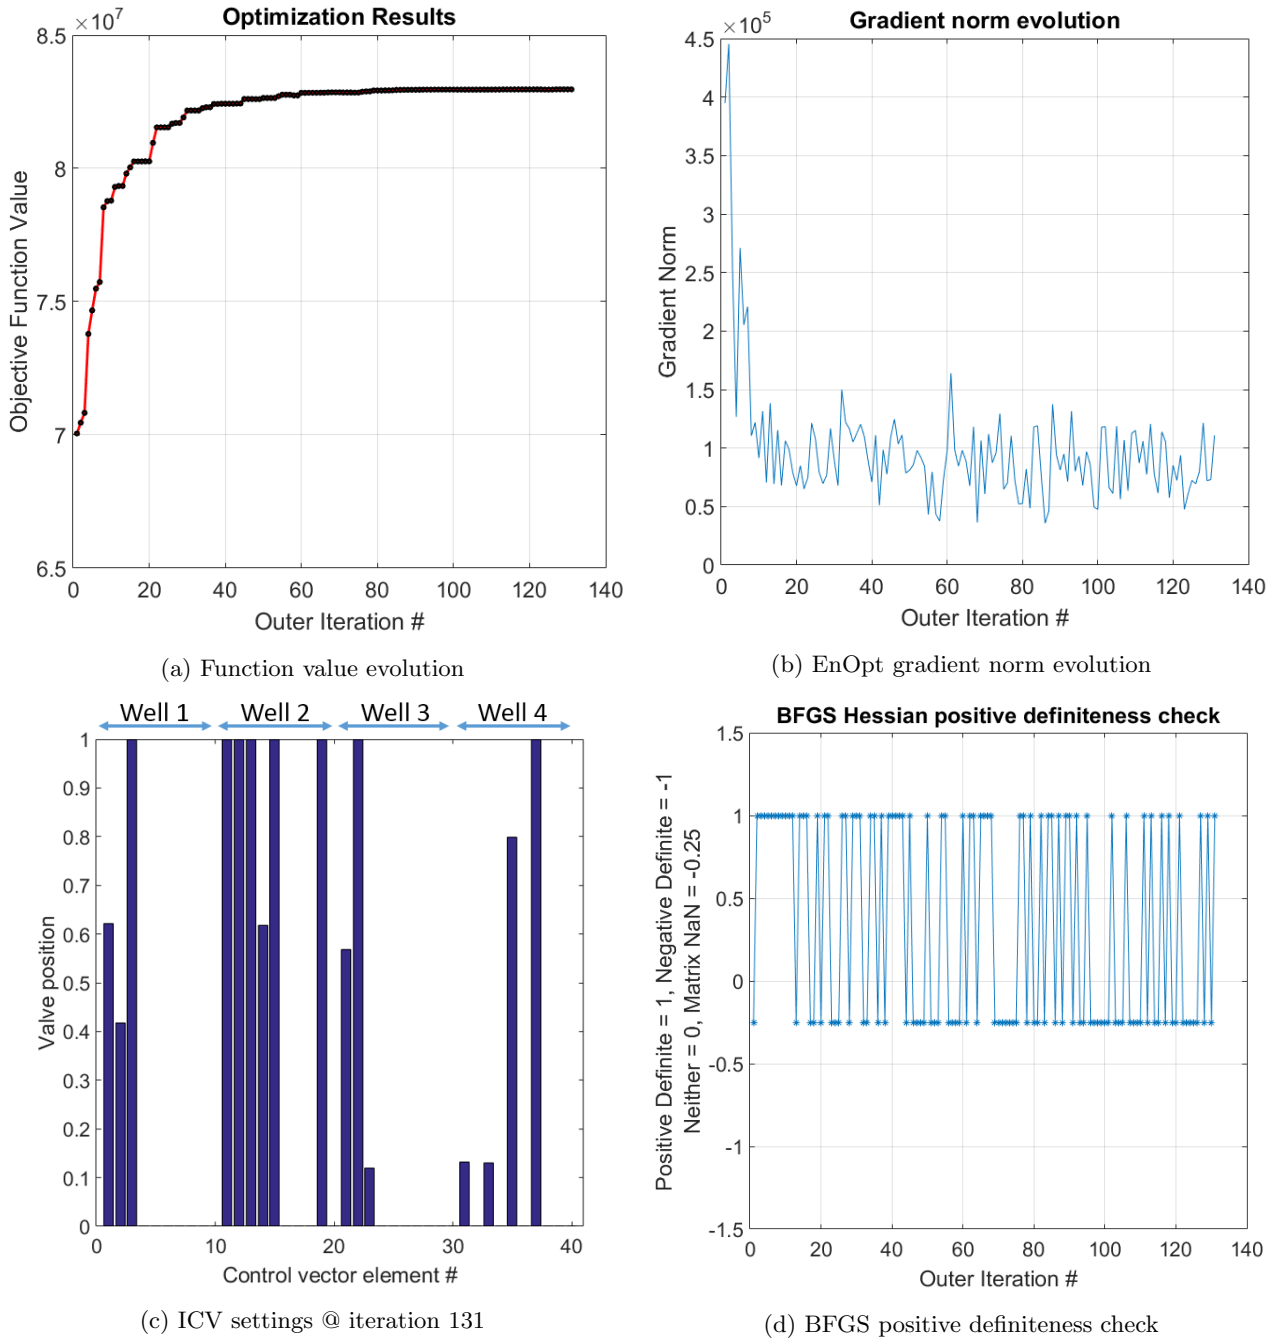 Optimization Results
×10^7
8.5
8
7.5
7
6.5
0 20 40 60 80 100 120 140
Objective Function Value
Outer Iteration #
(a) Function value evolution
Gradient norm evolution
×10^5
4.5
4
3.5
3
2.5
2
1.5
1
0.5
0
0 20 40 60 80 100 120 140
Gradient Norm
Outer Iteration #
(b) EnOpt gradient norm evolution
Well 1 Well 2 Well 3 Well 4
1
0.9
0.8
0.7
0.6
0.5
0.4
0.3
0.2
0.1
0
0 10 20 30 40
Valve position
Control vector element #
(c) ICV settings @ iteration 131
BFGS Hessian positive definiteness check
1.5
1
0.5
0
-0.5
-1
-1.5
0 20 40 60 80 100 120 140
Positive Definite = 1, Negative Definite = -1
Neither = 0, Matrix NaN = -0.25
Outer Iteration #
(d) BFGS positive definiteness check